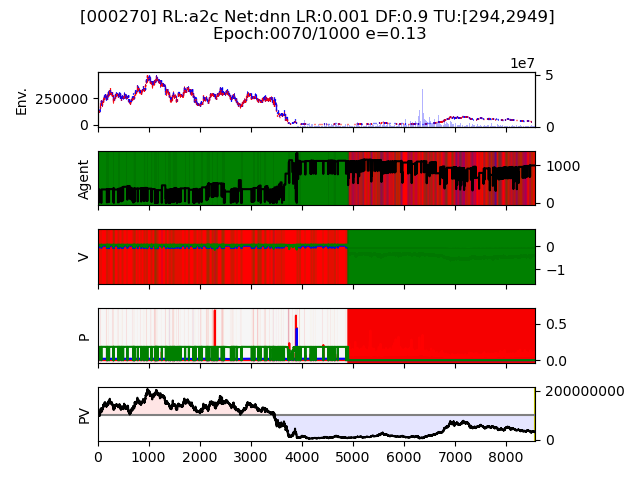 [000270] RL:a2c Net:dnn LR:0.001 DF:0.9 TU:[294,2949]
Epoch:0070/1000 e=0.13
1e7
Env.
250000
0
5
0
Agent
1000
0
V
0
−1
P
0.5
0.0
PV
200000000
0
0 1000 2000 3000 4000 5000 6000 7000 8000